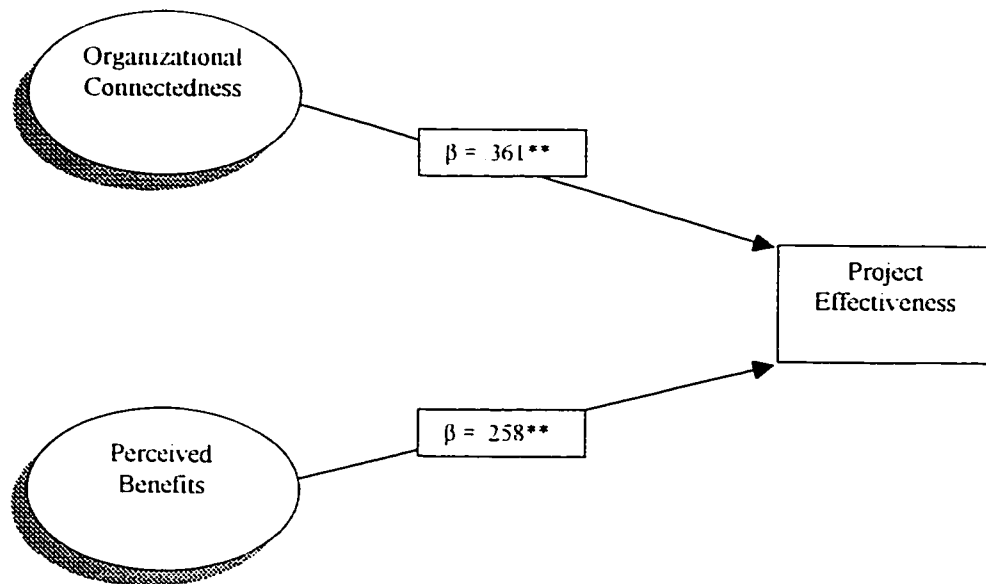 Organizational
Connectedness
β = .361**
Project
Effectiveness
β = .258**
Perceived
Benefits